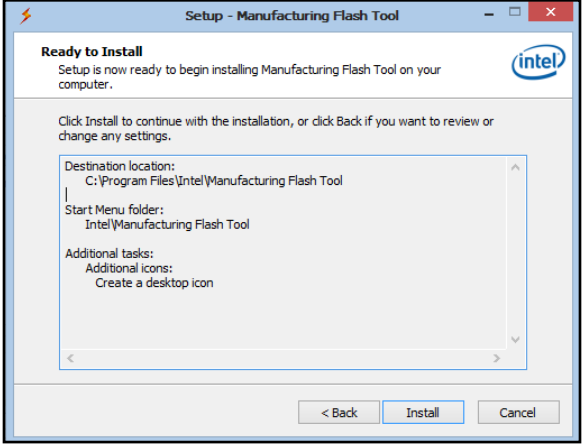 Setup - Manufacturing Flash Tool
Ready to Install
Setup is now ready to begin installing Manufacturing Flash Tool on your
computer.
intel
Click Install to continue with the installation, or click Back if you want to review or
change any settings.
Destination location:
C:\Program Files\Intel\Manufacturing Flash Tool
Start Menu folder:
Intel\Manufacturing Flash Tool
Additional tasks:
Additional icons:
Create a desktop icon
< Back
Install
Cancel